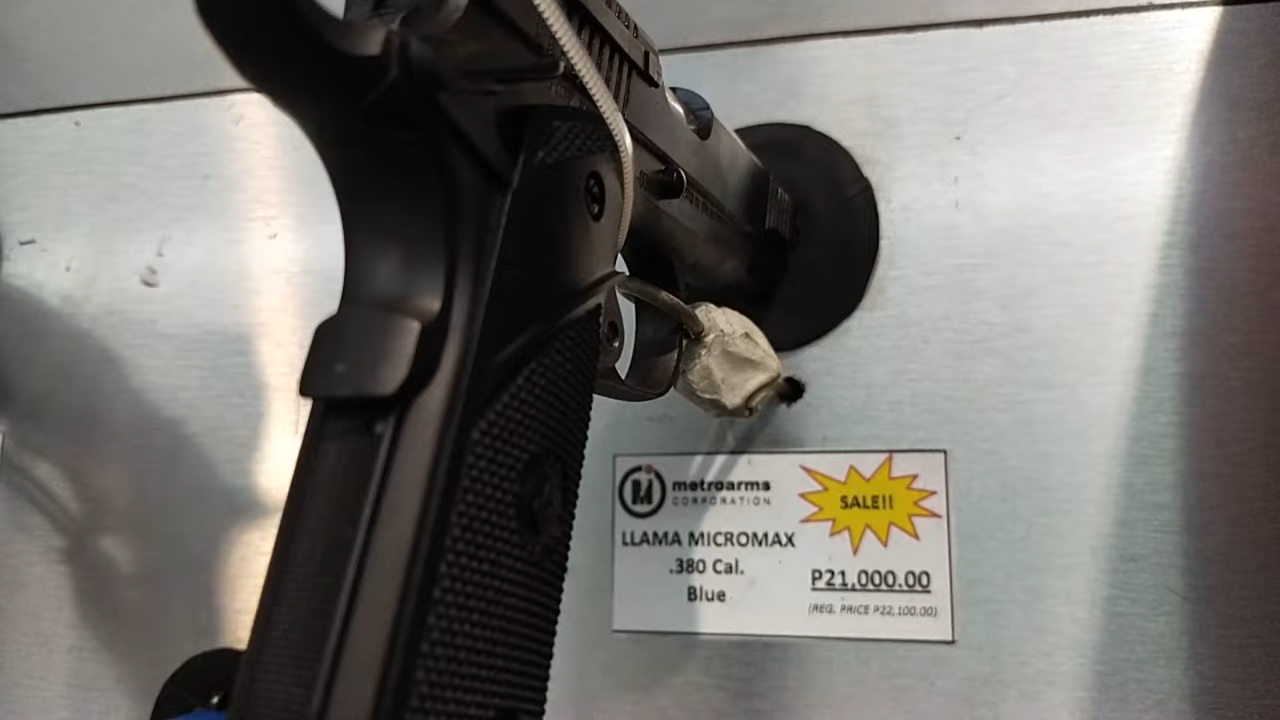 metroarms
CORPORATION
SALE!!
LLAMA MICROMAX
.380 Cal.
Blue
P21,000.00
(REG. PRICE P22,100.00)